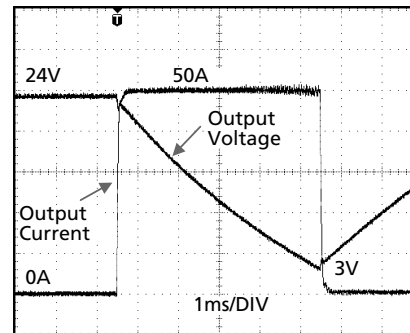 T
24V
50A
Output
Voltage
Output
Current
0A
3V
1ms/DIV